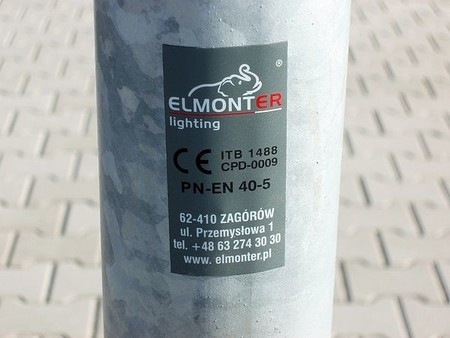 ®
ELMONTER
lighting
CE ITB 1488
CPD-0009
PN-EN 40-5
62-410 ZAGÓRÓW
ul. Przemysłowa 1
tel. +48 63 274 30 30
www.elmonter.pl